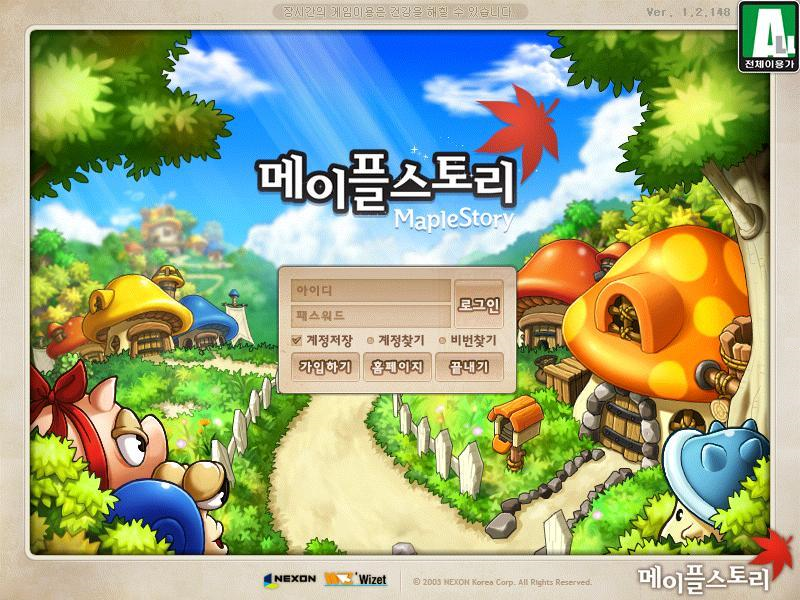 장시간의 게임이용은 건강을 해칠 수 있습니다
Ver. 1.2.148
ALL
전체이용가
메이플스토리
MapleStory
아이디
로그인
패스워드
계정저장 계정찾기 비번찾기
가입하기 홈페이지 끝내기
NEXON Wizet
© 2003 NEXON Korea Corp. All Rights Reserved.
메이플스토리